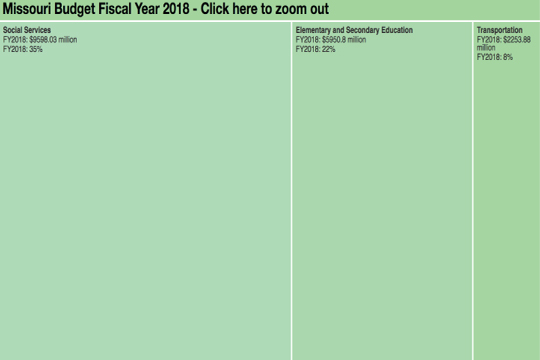 Missouri Budget Fiscal Year 2018 - Click here to zoom out
Social Services
FY2018: $9598.03 million
FY2018: 35%
Elementary and Secondary Education
FY2018: $5950.8 million
FY2018: 22%
Transportation
FY2018: $2253.88
million
FY2018: 8%